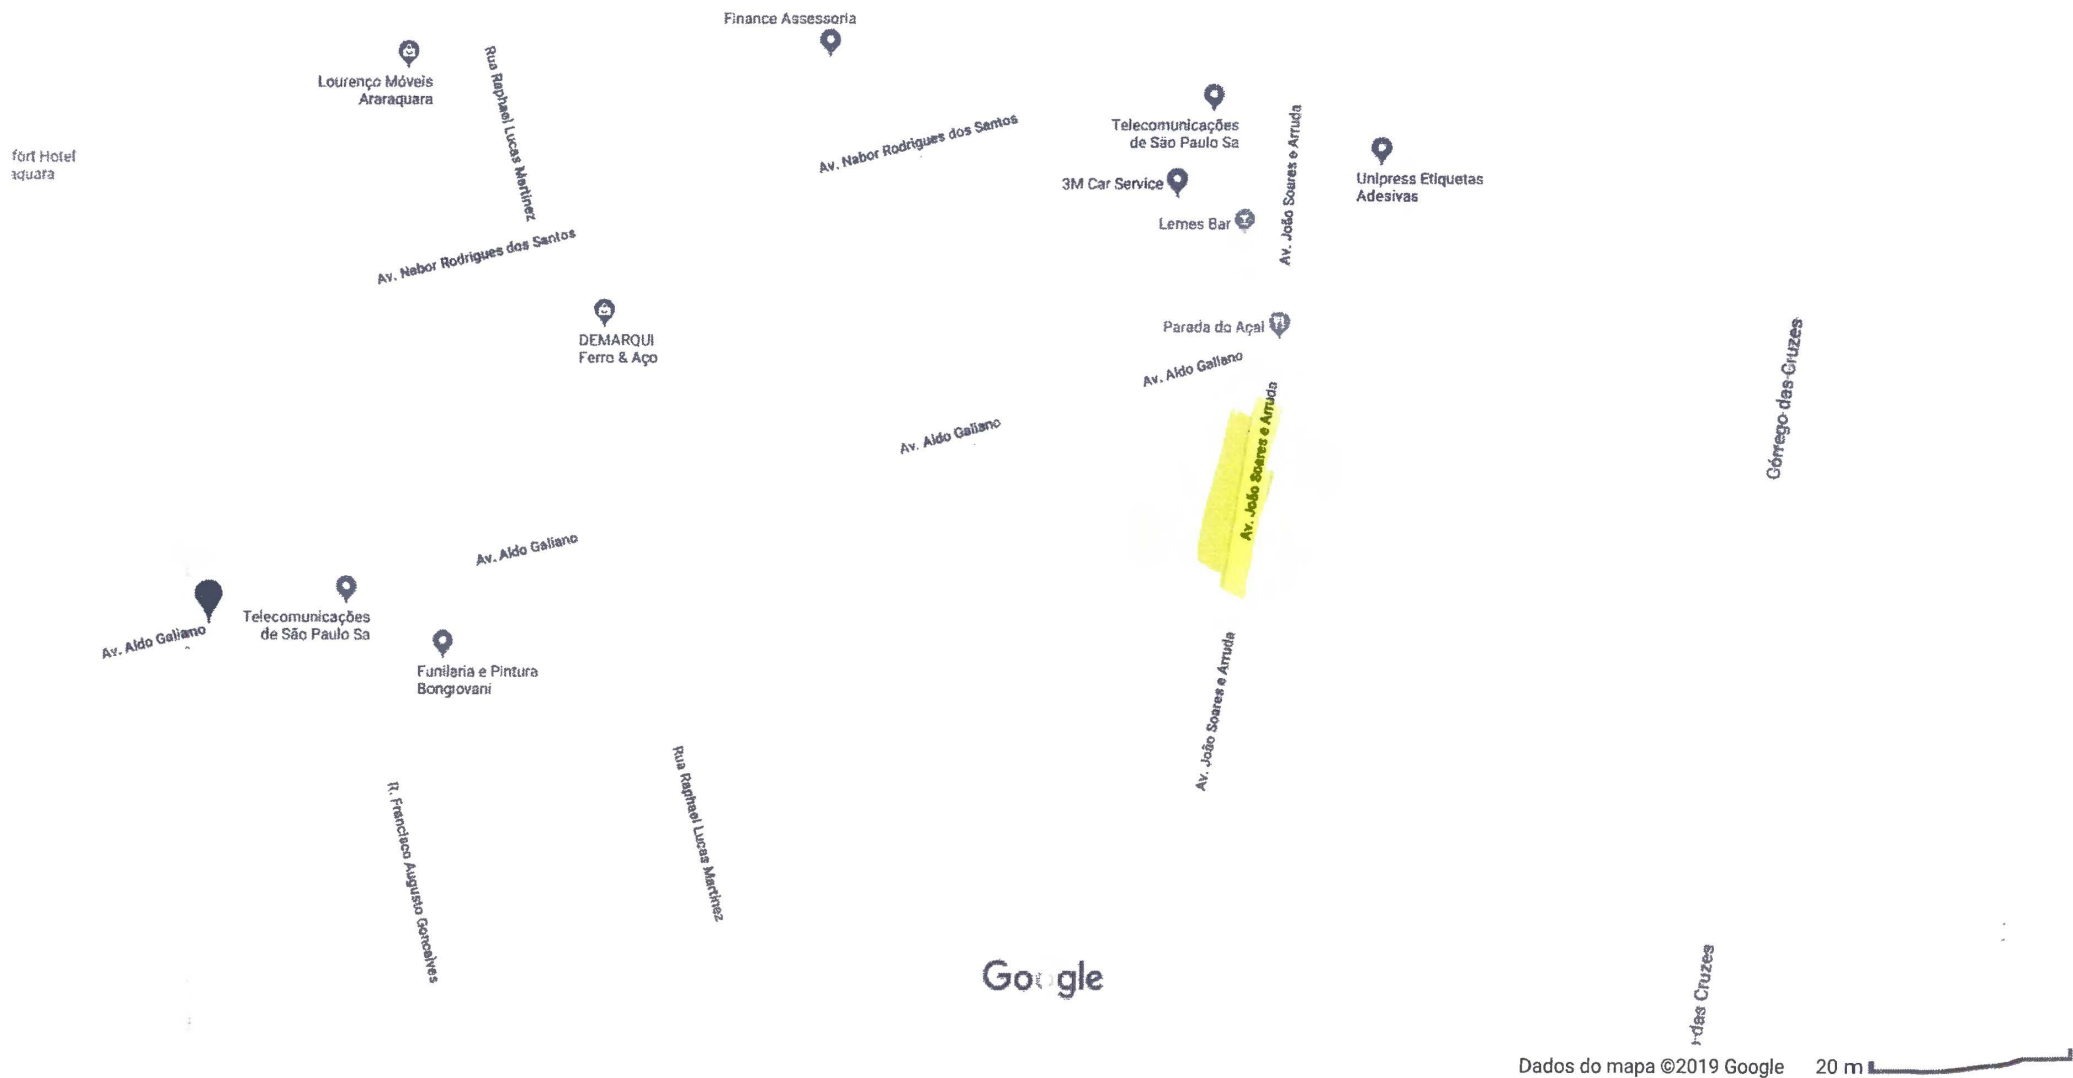 Finance Assessoria
Lourenço Móveis
Araraquara
Rua Raphael Lucas Martinez
Telecomunicações
de São Paulo Sa
Av. João Soares e Arruda
Av. Nabor Rodrigues dos Santos
fort Hotel
aquara
3M Car Service
Unipress Etiquetas
Adesivas
Lemes Bar
Av. Nabor Rodrigues dos Santos
DEMARQUI
Ferro & Aço
Parada do Açaí
Av. Aldo Galiano
Córrego das Cruzes
Av. João Soares e Arruda
Av. Aldo Galiano
Av. Aldo Galiano
Telecomunicações
de São Paulo Sa
Av. Aldo Galiano
Funilaria e Pintura
Bongiovani
Av. João Soares e Arruda
R. Francisco Augusto Goncalves
Rua Raphael Lucas Martinez
Google
das Cruzes
Dados do mapa ©2019 Google 20 m